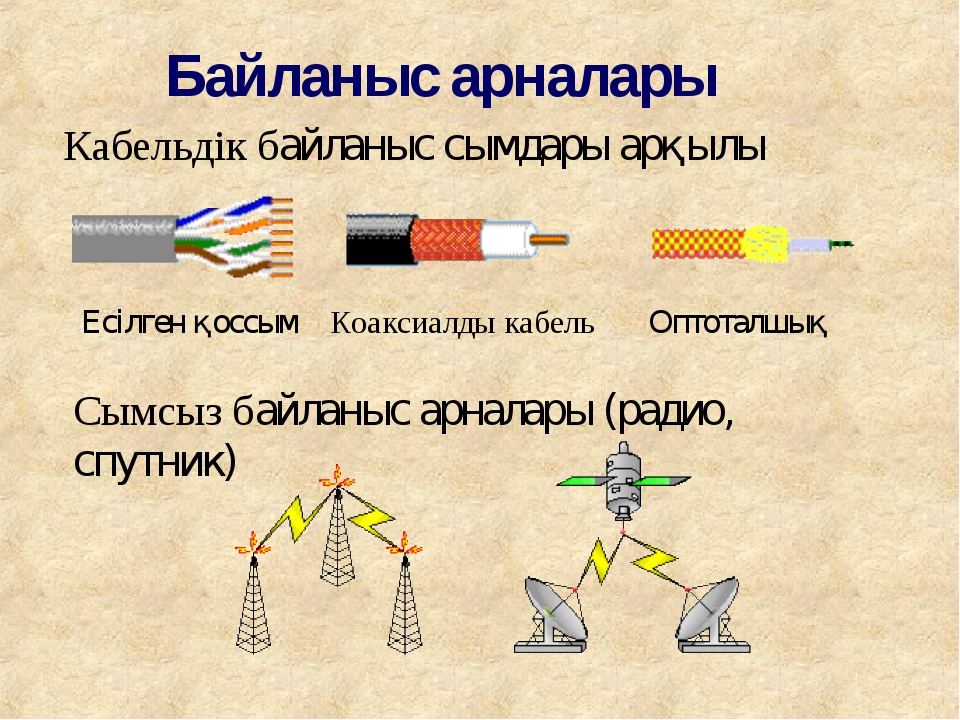 Байланыс арналары
Кабельдік байланыс сымдары арқылы
Есілген қоссым Коаксиалды кабель Оптоталшық
Сымсыз байланыс арналары (радио,
спутник)